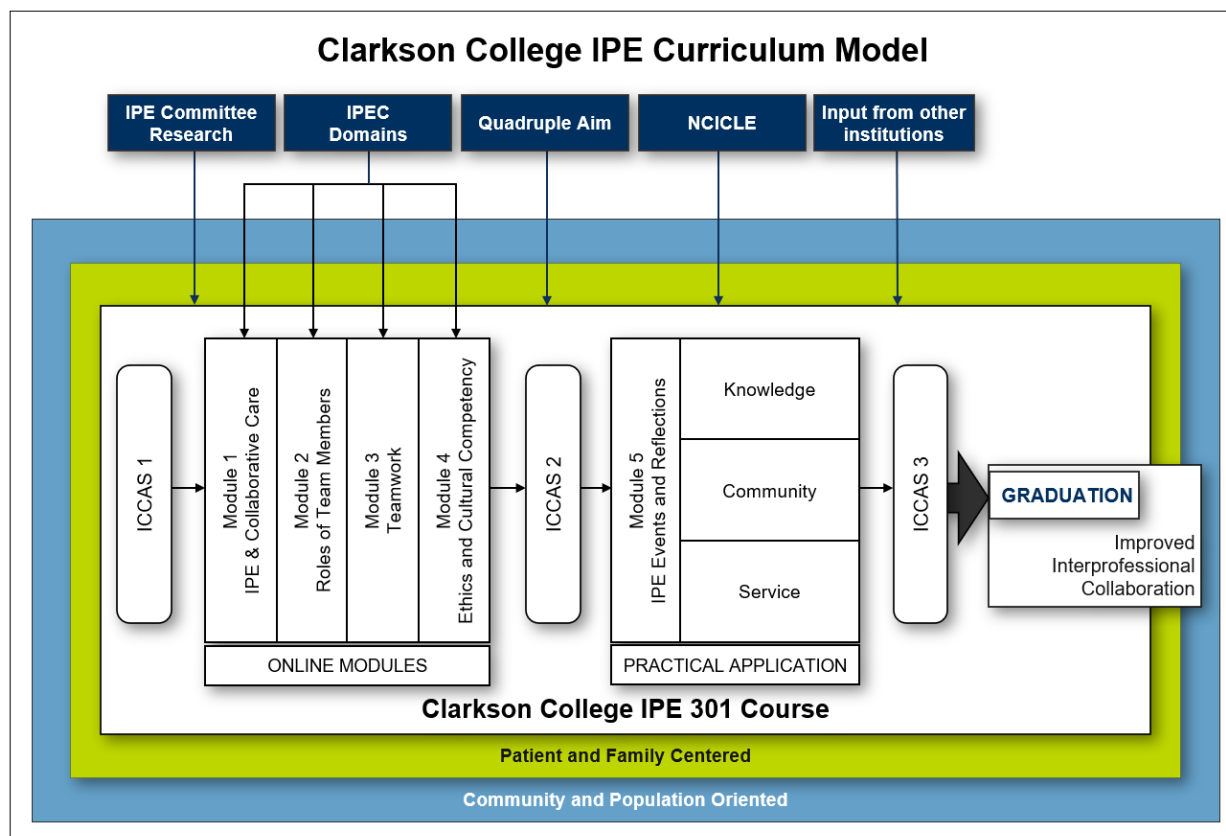 Clarkson College IPE Curriculum Model
IPE Committee
Research
IPEC
Domains
Quadruple Aim
NCICLE
Input from other
institutions
ICCAS 1
Module 1
IPE & Collaborative Care
Module 2
Roles of Team Members
Module 3
Teamwork
Module 4
Ethics and Cultural Competency
ONLINE MODULES
ICCAS 2
Module 5
IPE Events and Reflections
Knowledge
Community
Service
PRACTICAL APPLICATION
ICCAS 3
GRADUATION
Improved
Interprofessional
Collaboration
Clarkson College IPE 301 Course
Patient and Family Centered
Community and Population Oriented